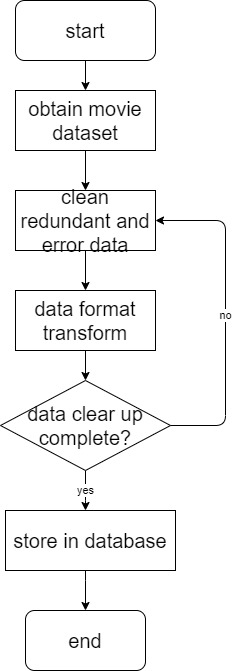 start
obtain movie
dataset
clean
redundant and
error data
data format
transform
data clear up
complete?
no
yes
store in database
end